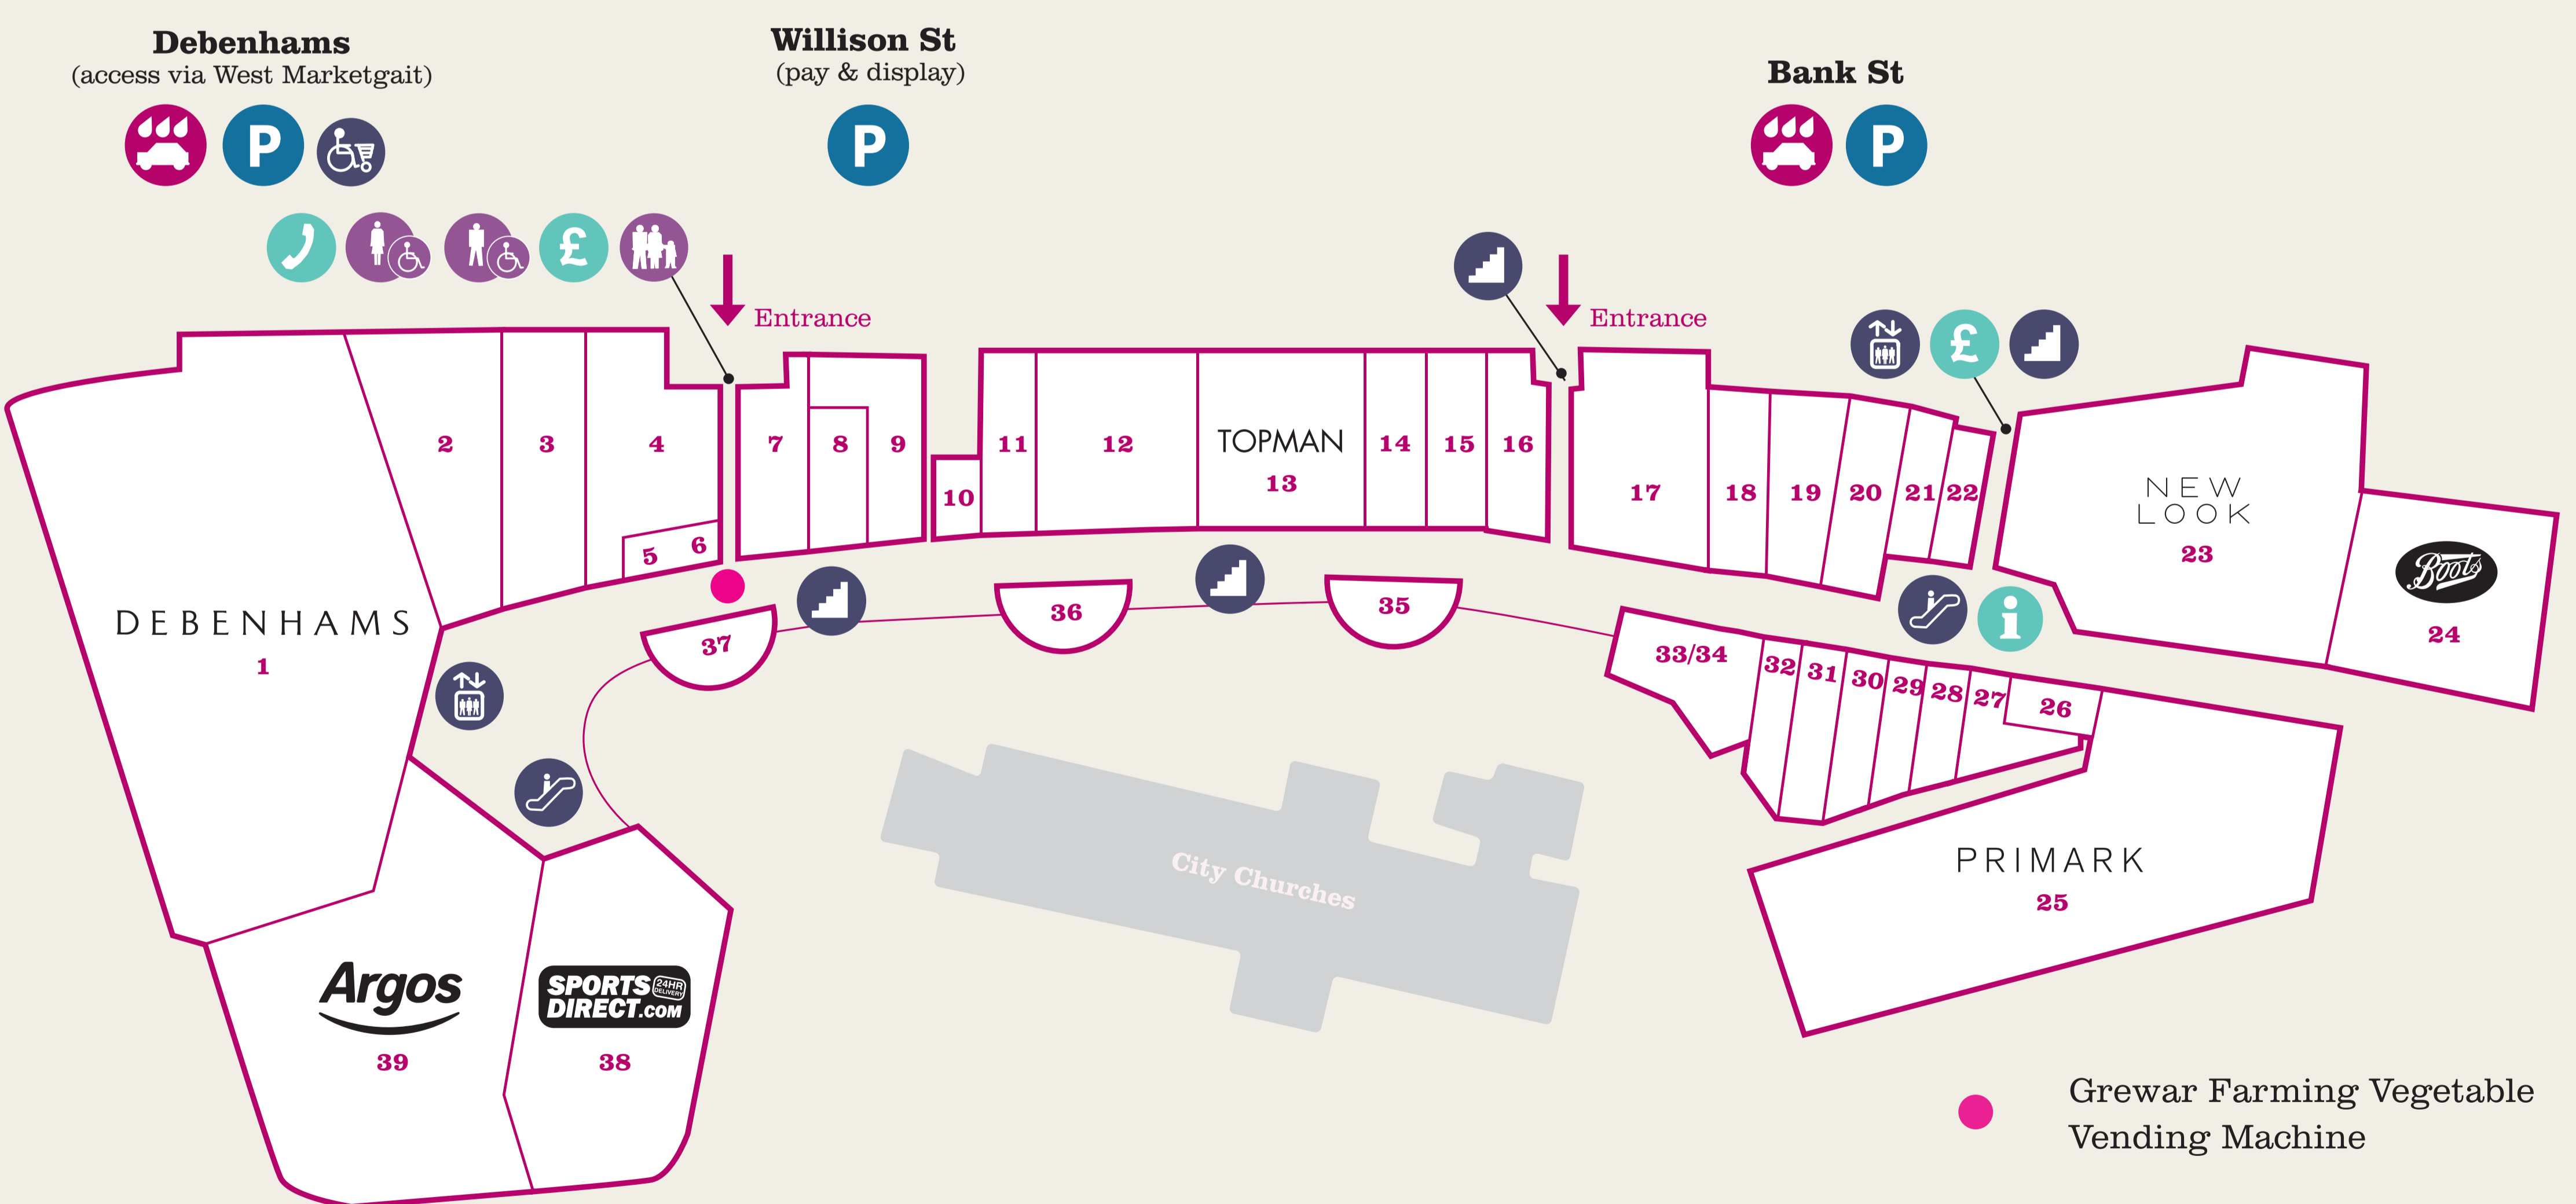 Debenhams
(access via West Marketgait)
Willison St
(pay & display)
Bank St
P
P
P
£
Entrance
Entrance
£
2
3
4
5
6
7
8
9
10
11
12
TOPMAN
13
14
15
16
17
18
19
20
21
22
NEW
LOOK
23
Boots
24
DEBENHAMS
1
37
36
35
33/34
32
31
30
29
28
27
26
i
PRIMARK
25
City Churches
Argos
39
SPORTS 24HR DELIVERY
DIRECT.COM
38
Grewar Farming Vegetable
Vending Machine